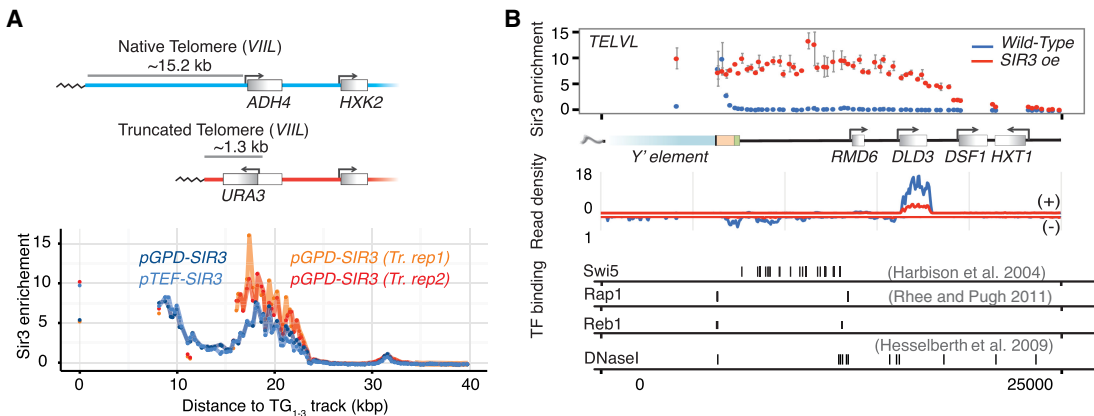 A
Native Telomere (VIIL)
~15.2 kb
ADH4
HXK2
Truncated Telomere (VIIL)
~1.3 kb
URA3
Sir3 enrichement
15
10
5
0
pGPD-SIR3
pTEF-SIR3
pGPD-SIR3 (Tr. rep1)
pGPD-SIR3 (Tr. rep2)
0 10 20 30 40
Distance to TG1-3 track (kbp)
B
Sir3 enrichment
15
10
5
0
TELVL
Wild-Type
SIR3 oe
Y' element
RMD6
DLD3
DSF1
HXT1
Read density
18
0
1
(+)
(-)
TF binding
Swi5
(Harbison et al. 2004)
Rap1
(Rhee and Pugh 2011)
Reb1
(Hesselberth et al. 2009)
DNaseI
0 25000